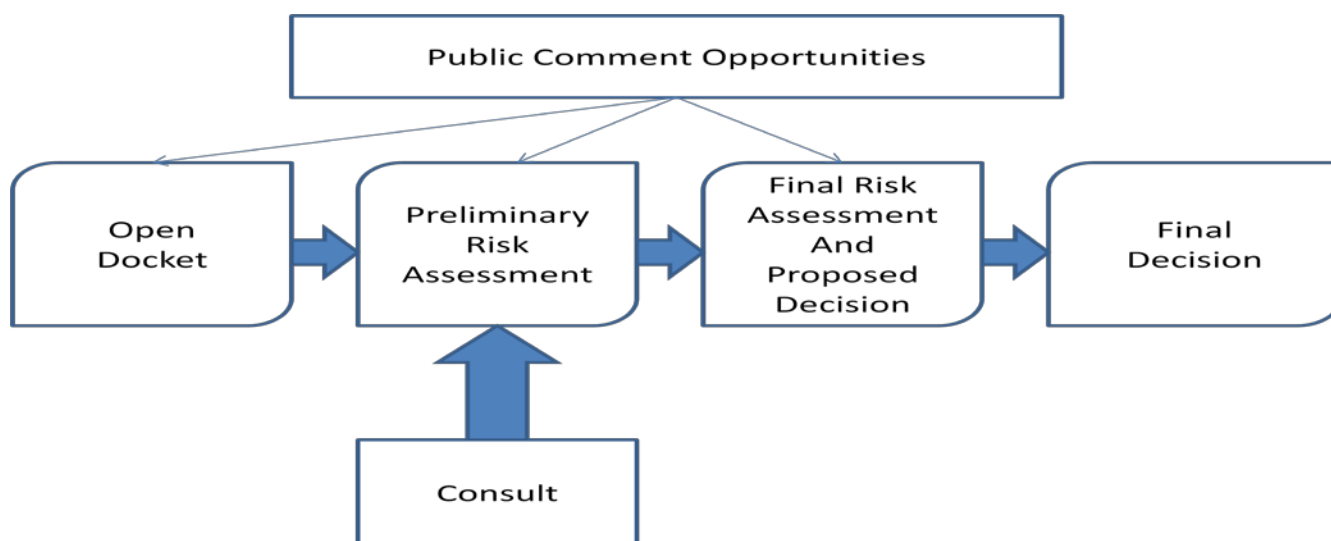 Public Comment Opportunities
Open
Docket
Preliminary
Risk
Assessment
Final Risk
Assessment
And
Proposed
Decision
Final
Decision
Consult